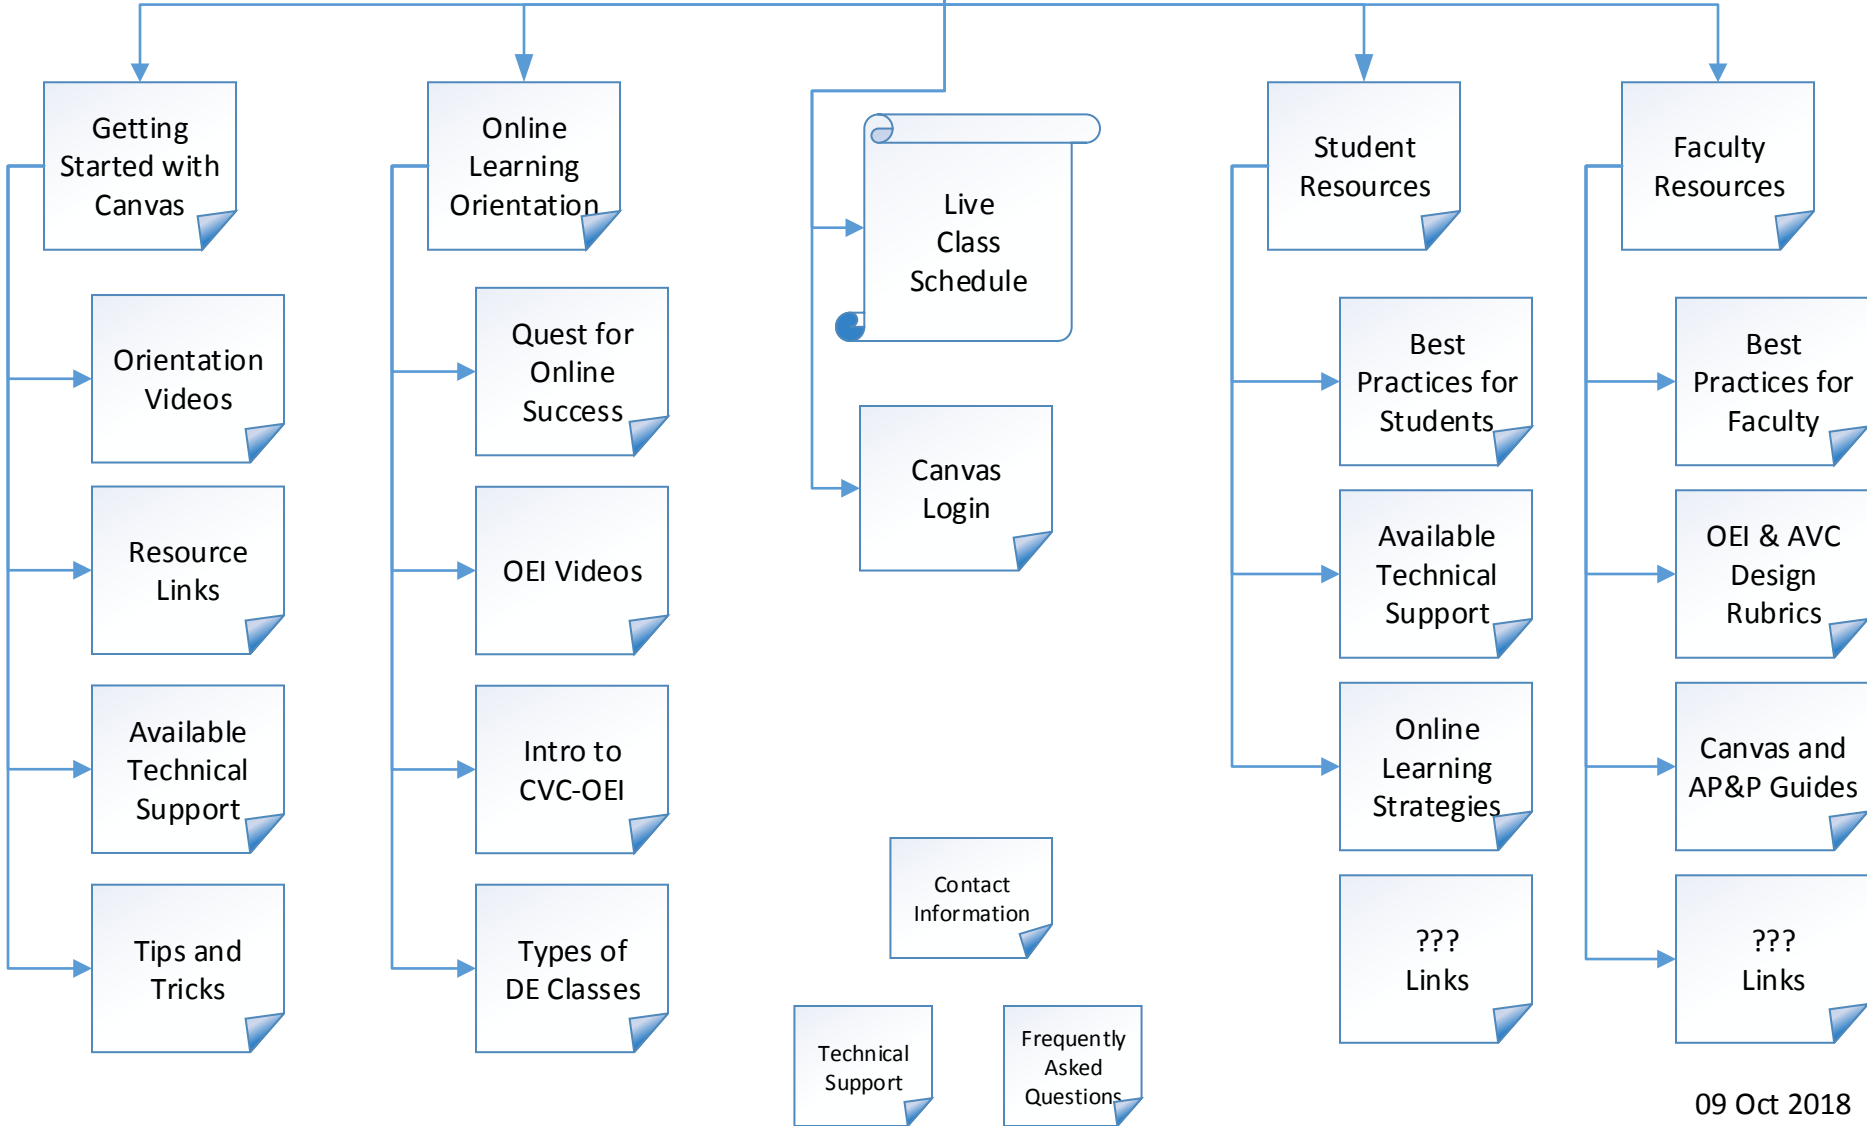 Getting
Started with
Canvas
Orientation
Videos
Resource
Links
Available
Technical
Support
Tips and
Tricks
Online
Learning
Orientation
Quest for
Online
Success
OEI Videos
Intro to
CVC-OEI
Types of
DE Classes
Live
Class
Schedule
Canvas
Login
Contact
Information
Technical
Support
Frequently
Asked
Questions
Student
Resources
Best
Practices for
Students
Available
Technical
Support
Online
Learning
Strategies
???
Links
Faculty
Resources
Best
Practices for
Faculty
OEI & AVC
Design
Rubrics
Canvas and
AP&P Guides
???
Links
09 Oct 2018